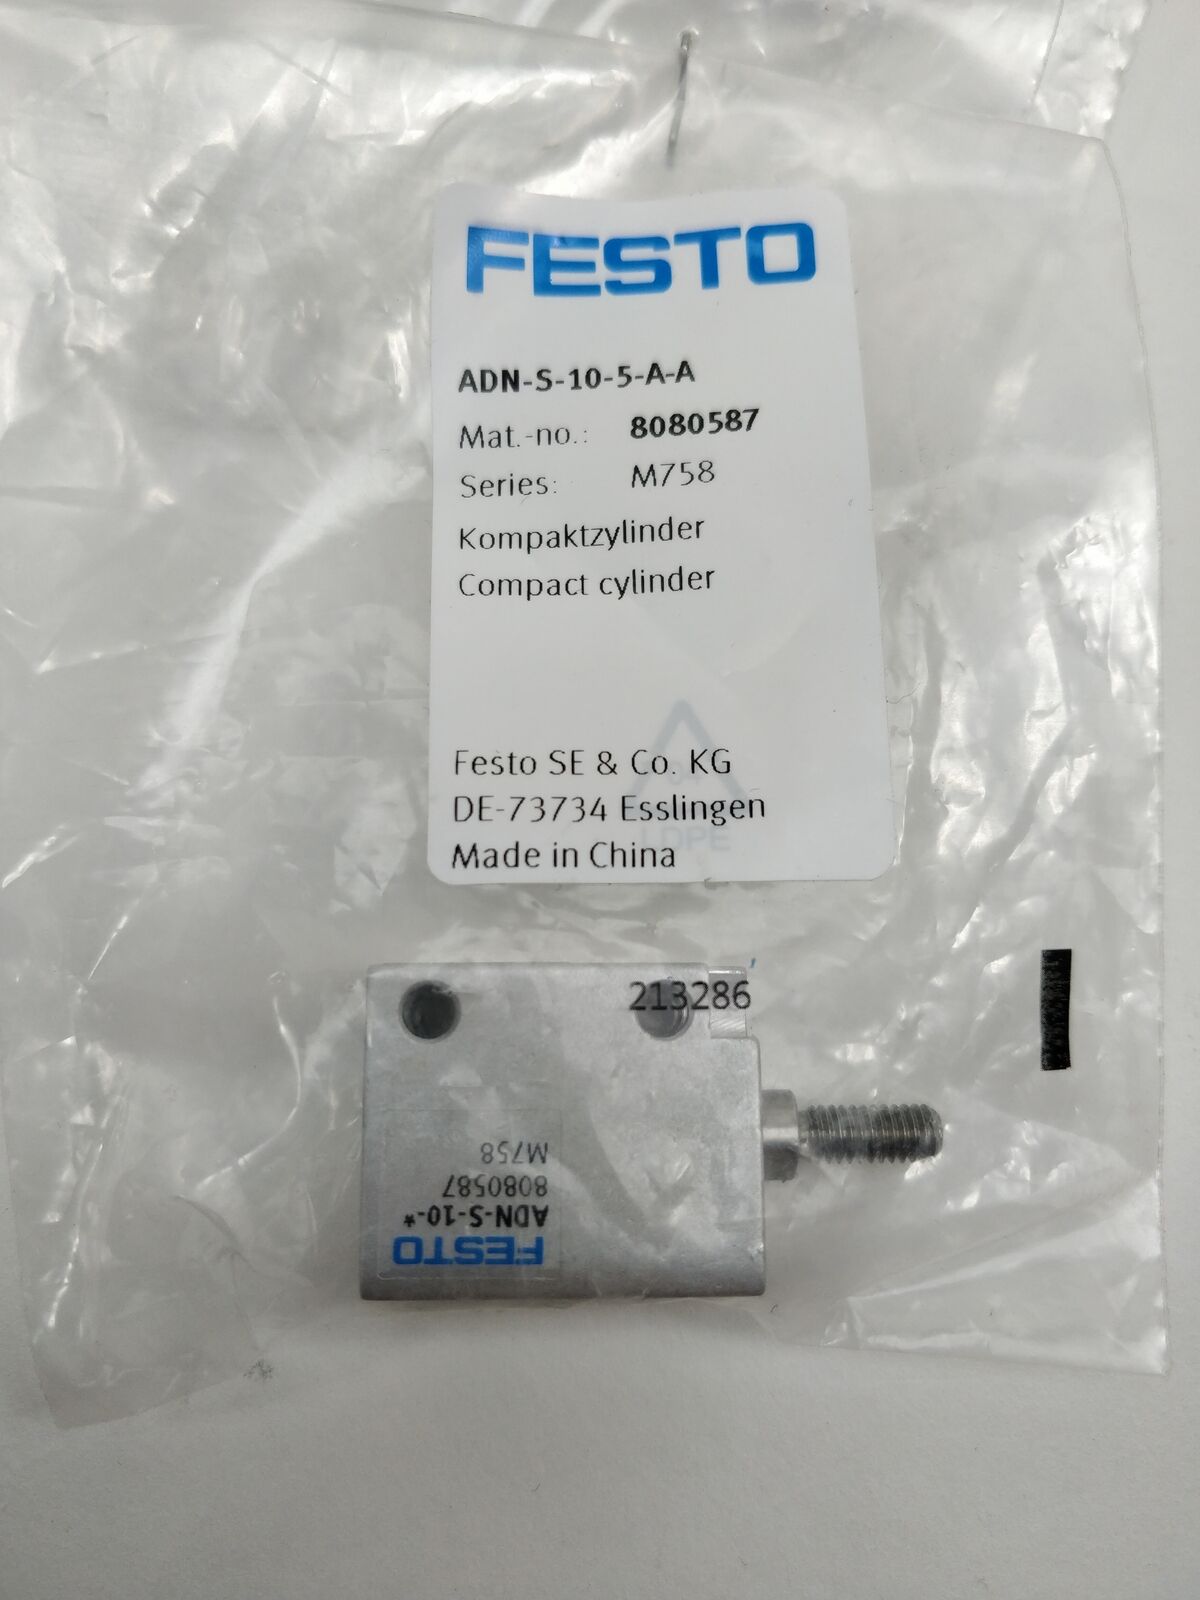 FESTO
ADN-S-10-5-A-A
Mat.-no.: 8080587
Series: M758
Kompaktzylinder
Compact cylinder
Festo SE & Co. KG
DE-73734 Esslingen
Made in China
LDPE
213286
FESTO
ADN-S-10-*
8080587
M758